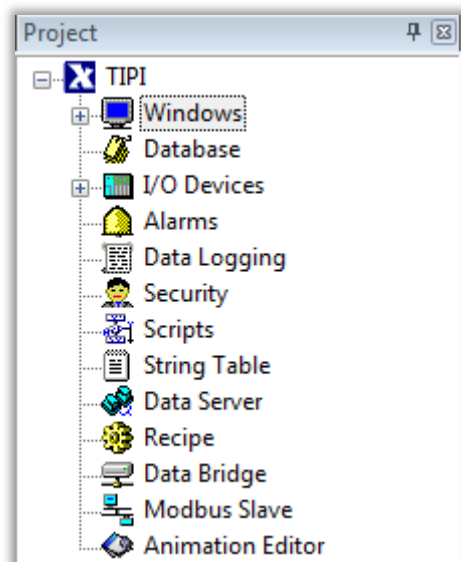 Project
TIPI
Windows
Database
I/O Devices
Alarms
Data Logging
Security
Scripts
String Table
Data Server
Recipe
Data Bridge
Modbus Slave
Animation Editor